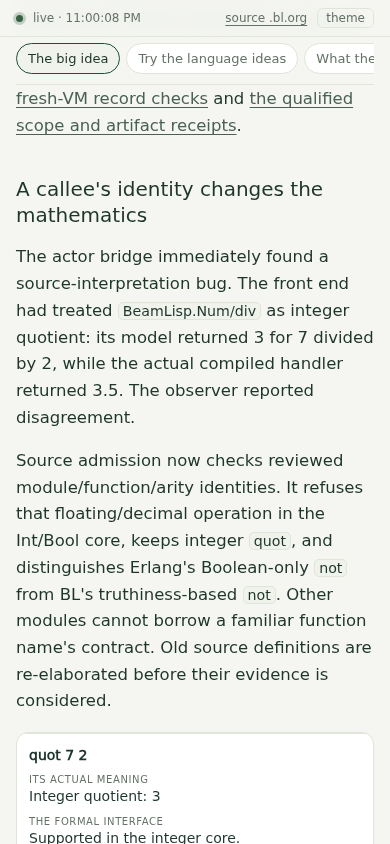 live · 11:00:08 PM
source .bl.org
theme
The big idea
Try the language ideas
What the
fresh-VM record checks and the qualified
scope and artifact receipts.
A callee's identity changes the
mathematics
The actor bridge immediately found a
source-interpretation bug. The front end
had treated BeamLisp.Num/div as integer
quotient: its model returned 3 for 7 divided
by 2, while the actual compiled handler
returned 3.5. The observer reported
disagreement.
Source admission now checks reviewed
module/function/arity identities. It refuses
that floating/decimal operation in the
Int/Bool core, keeps integer quot, and
distinguishes Erlang's Boolean-only not
from BL's truthiness-based not. Other
modules cannot borrow a familiar function
name's contract. Old source definitions are
re-elaborated before their evidence is
considered.
quot 7 2
ITS ACTUAL MEANING
Integer quotient: 3
THE FORMAL INTERFACE
Supported in the integer core.